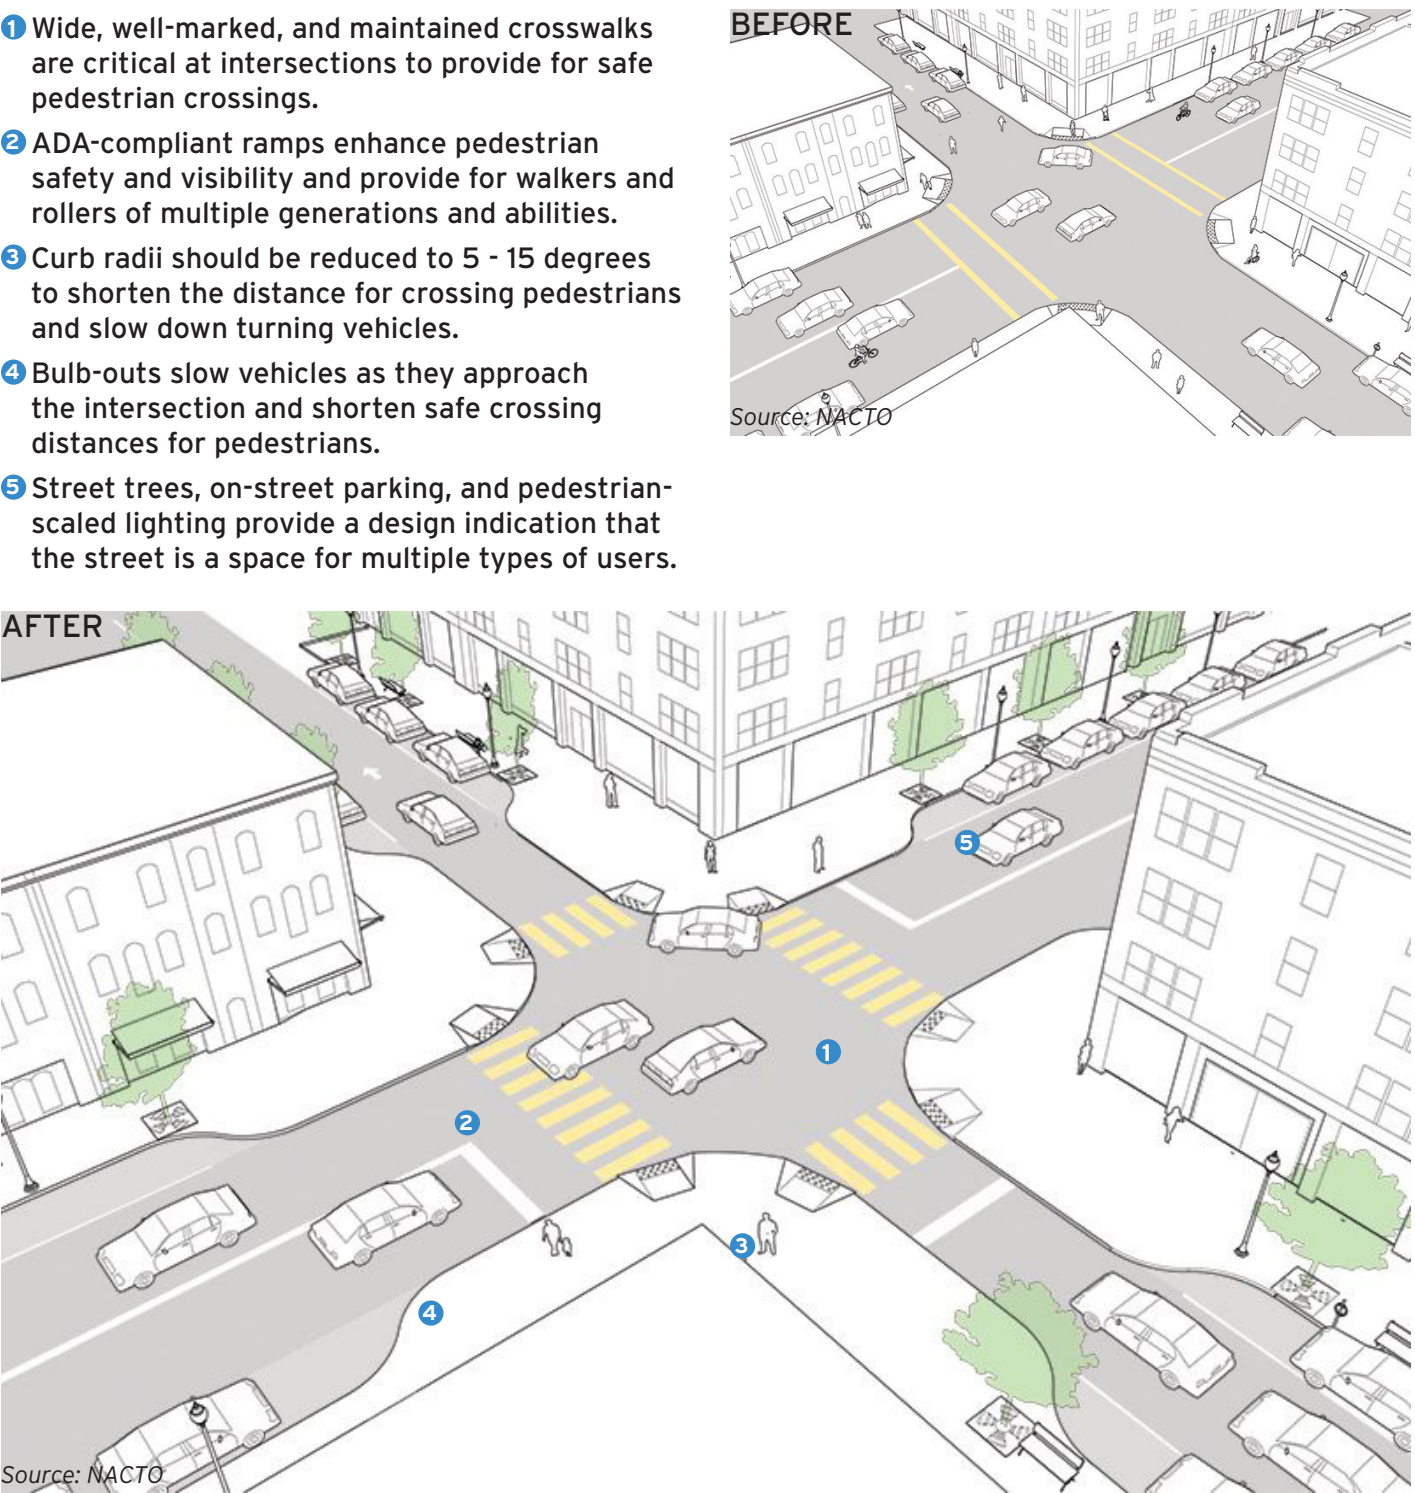 1 Wide, well-marked, and maintained crosswalks
are critical at intersections to provide for safe
pedestrian crossings.
2 ADA-compliant ramps enhance pedestrian
safety and visibility and provide for walkers and
rollers of multiple generations and abilities.
3 Curb radii should be reduced to 5 - 15 degrees
to shorten the distance for crossing pedestrians
and slow down turning vehicles.
4 Bulb-outs slow vehicles as they approach
the intersection and shorten safe crossing
distances for pedestrians.
5 Street trees, on-street parking, and pedestrian-
scaled lighting provide a design indication that
the street is a space for multiple types of users.
BEFORE
Source: NACTO
AFTER
5
1
2
3
4
Source: NACTO